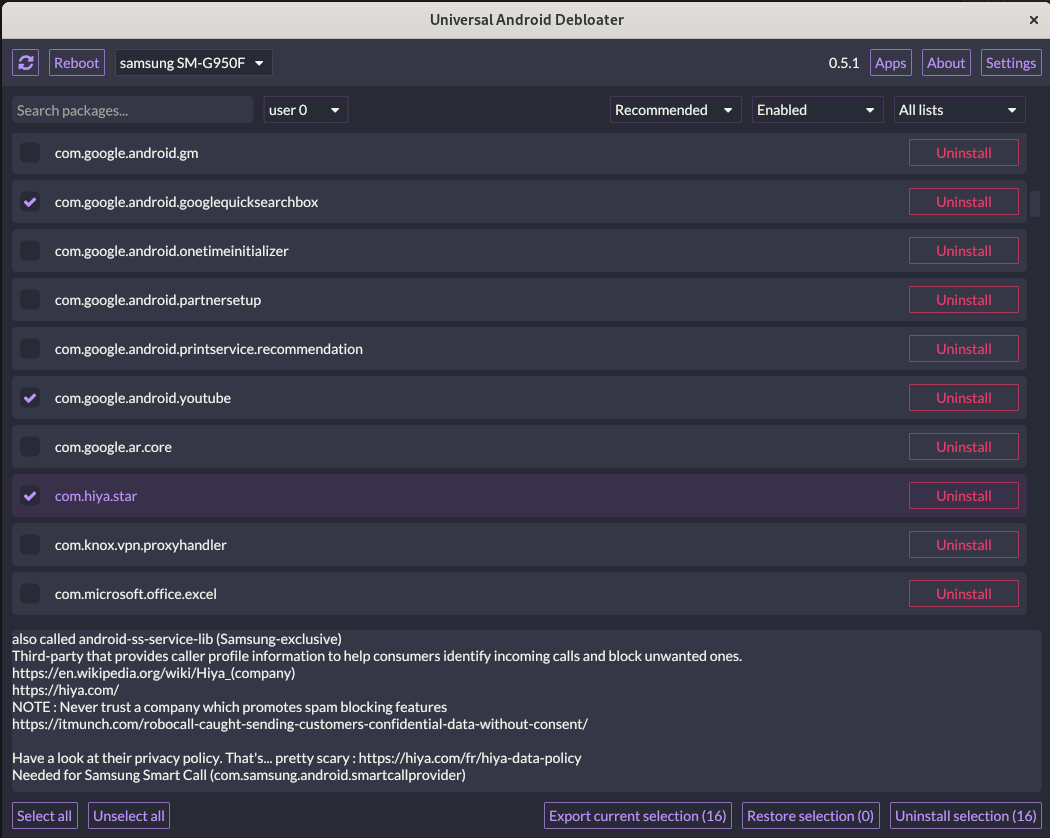 Universal Android Debloater
Reboot samsung SM-G950F 0.5.1 Apps About Settings
Search packages... user 0 Recommended Enabled All lists
com.google.android.gm Uninstall
com.google.android.googlequicksearchbox Uninstall
com.google.android.onetimeinitializer Uninstall
com.google.android.partnersetup Uninstall
com.google.android.printservice.recommendation Uninstall
com.google.android.youtube Uninstall
com.google.ar.core Uninstall
com.hiya.star Uninstall
com.knox.vpn.proxyhandler Uninstall
com.microsoft.office.excel Uninstall
also called android-ss-service-lib (Samsung-exclusive)
Third-party that provides caller profile information to help consumers identify incoming calls and block unwanted ones.
https://en.wikipedia.org/wiki/Hiya_(company)
https://hiya.com/
NOTE : Never trust a company which promotes spam blocking features
https://itmunch.com/robocall-caught-sending-customers-confidential-data-without-consent/
Have a look at their privacy policy. That's... pretty scary : https://hiya.com/fr/hiya-data-policy
Needed for Samsung Smart Call (com.samsung.android.smartcallprovider)
Select all Unselect all Export current selection (16) Restore selection (0) Uninstall selection (16)